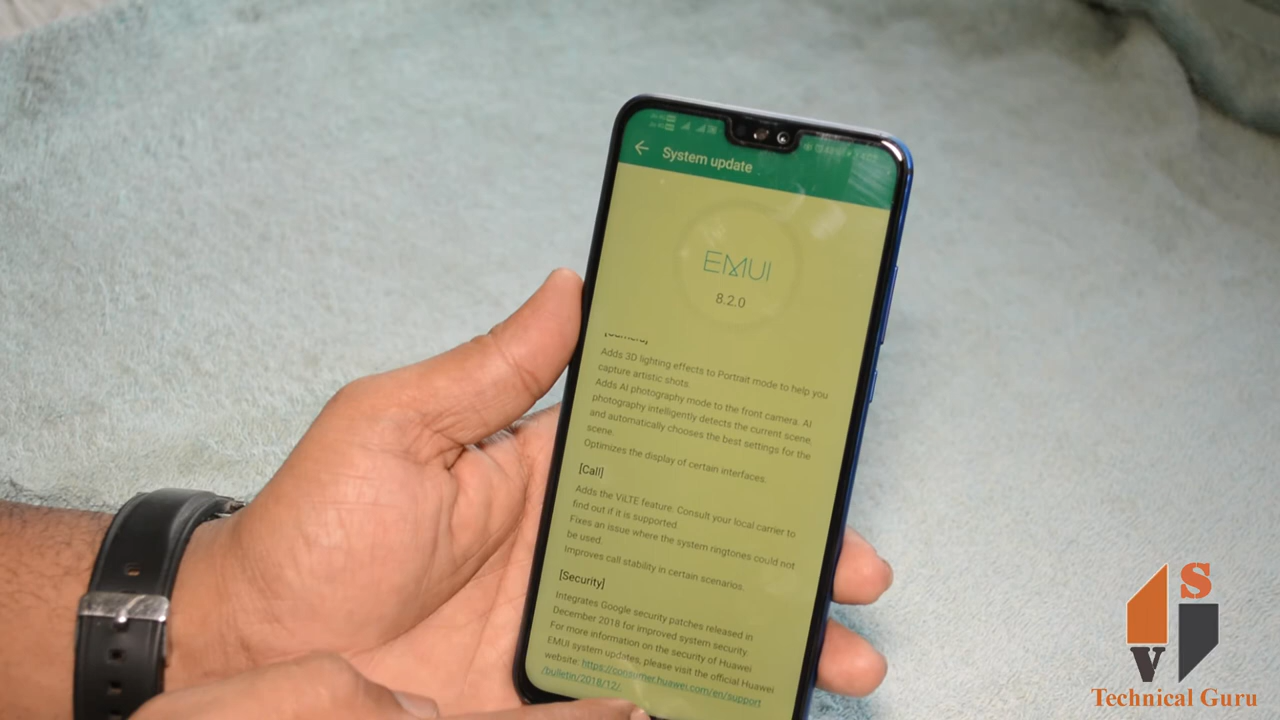 System update
EMUI
8.2.0
Adds 3D lighting effects to Portrait mode to help you
capture artistic shots.
Adds AI photography mode to the front camera. AI
photography intelligently detects the current scene,
and automatically chooses the best settings for the
scene.
Optimizes the display of certain interfaces.
[Call]
Adds the ViLTE feature. Consult your local carrier to
find out if it is supported.
Fixes an issue where the system ringtones could not
be used.
Improves call stability in certain scenarios.
[Security]
Integrates Google security patches released in
December 2018 for improved system security.
For more information on the security of Huawei
EMUI system updates, please visit the official Huawei
website: https://consumer.huawei.com/en/support
/bulletin/2018/12/.
S
V
Technical Guru